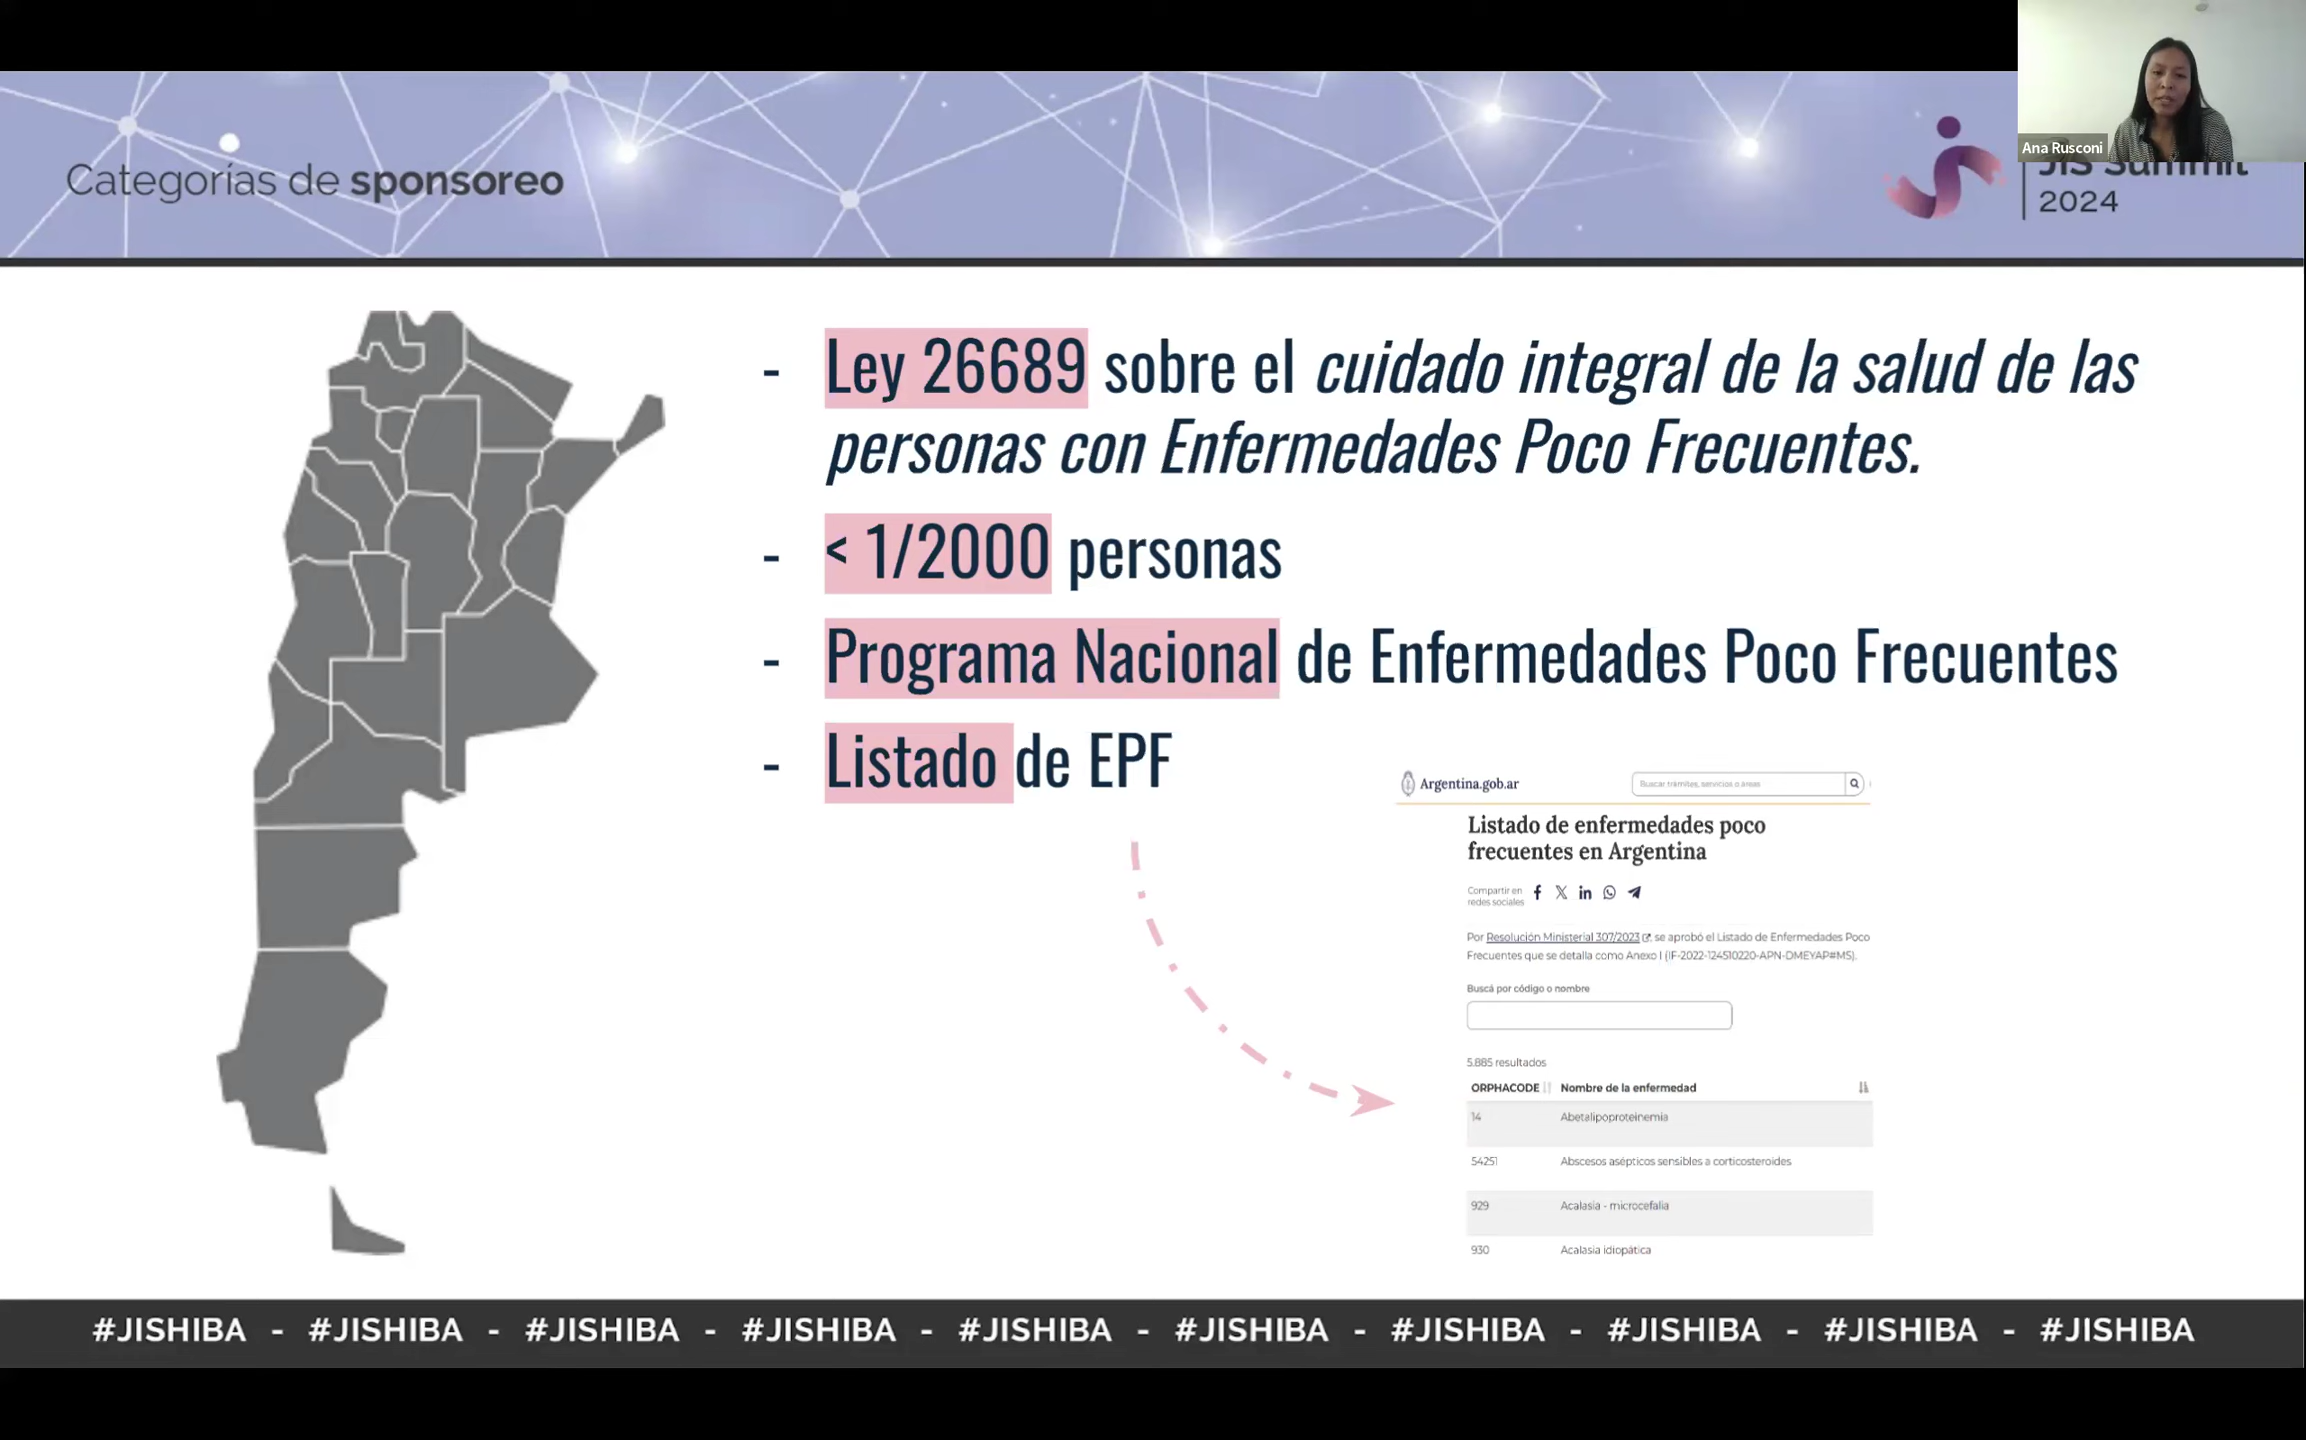 Ana Rusconi
Categorías de sponsoreo
JIS Summit
2024
- Ley 26689 sobre el cuidado integral de la salud de las
personas con Enfermedades Poco Frecuentes.
- < 1/2000 personas
- Programa Nacional de Enfermedades Poco Frecuentes
- Listado de EPF
Argentina.gob.ar
Buscar trámites, servicios o áreas
Listado de enfermedades poco
frecuentes en Argentina
Compartir en
redes sociales
Por Resolución Ministerial 307/2023, se aprobó el Listado de Enfermedades Poco
Frecuentes que se detalla como Anexo I (IF-2022-124510220-APN-DMEYAP#MS).
Buscá por código o nombre
5.885 resultados
ORPHACODE Nombre de la enfermedad
14 Abetalipoproteinemia
54251 Abscesos asépticos sensibles a corticosteroides
929 Acalasia - microcefalia
930 Acalasia idiopática
#JISHIBA - #JISHIBA - #JISHIBA - #JISHIBA - #JISHIBA - #JISHIBA - #JISHIBA - #JISHIBA - #JISHIBA - #JISHIBA